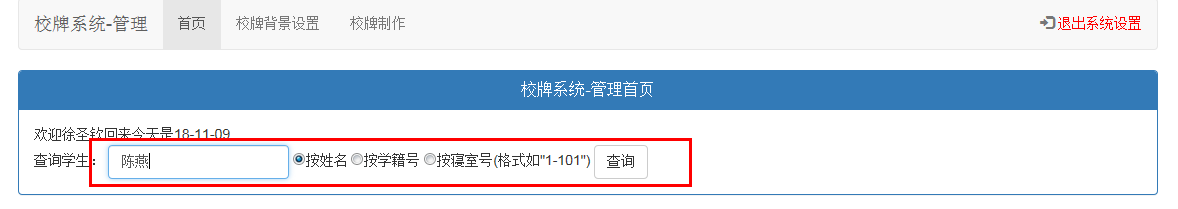 校牌系统-管理 首页 校牌背景设置 校牌制作 退出系统设置
校牌系统-管理首页
欢迎徐圣钦回来今天是18-11-09
查询学生： 陈燕 按姓名 按学籍号 按寝室号(格式如"1-101") 查询